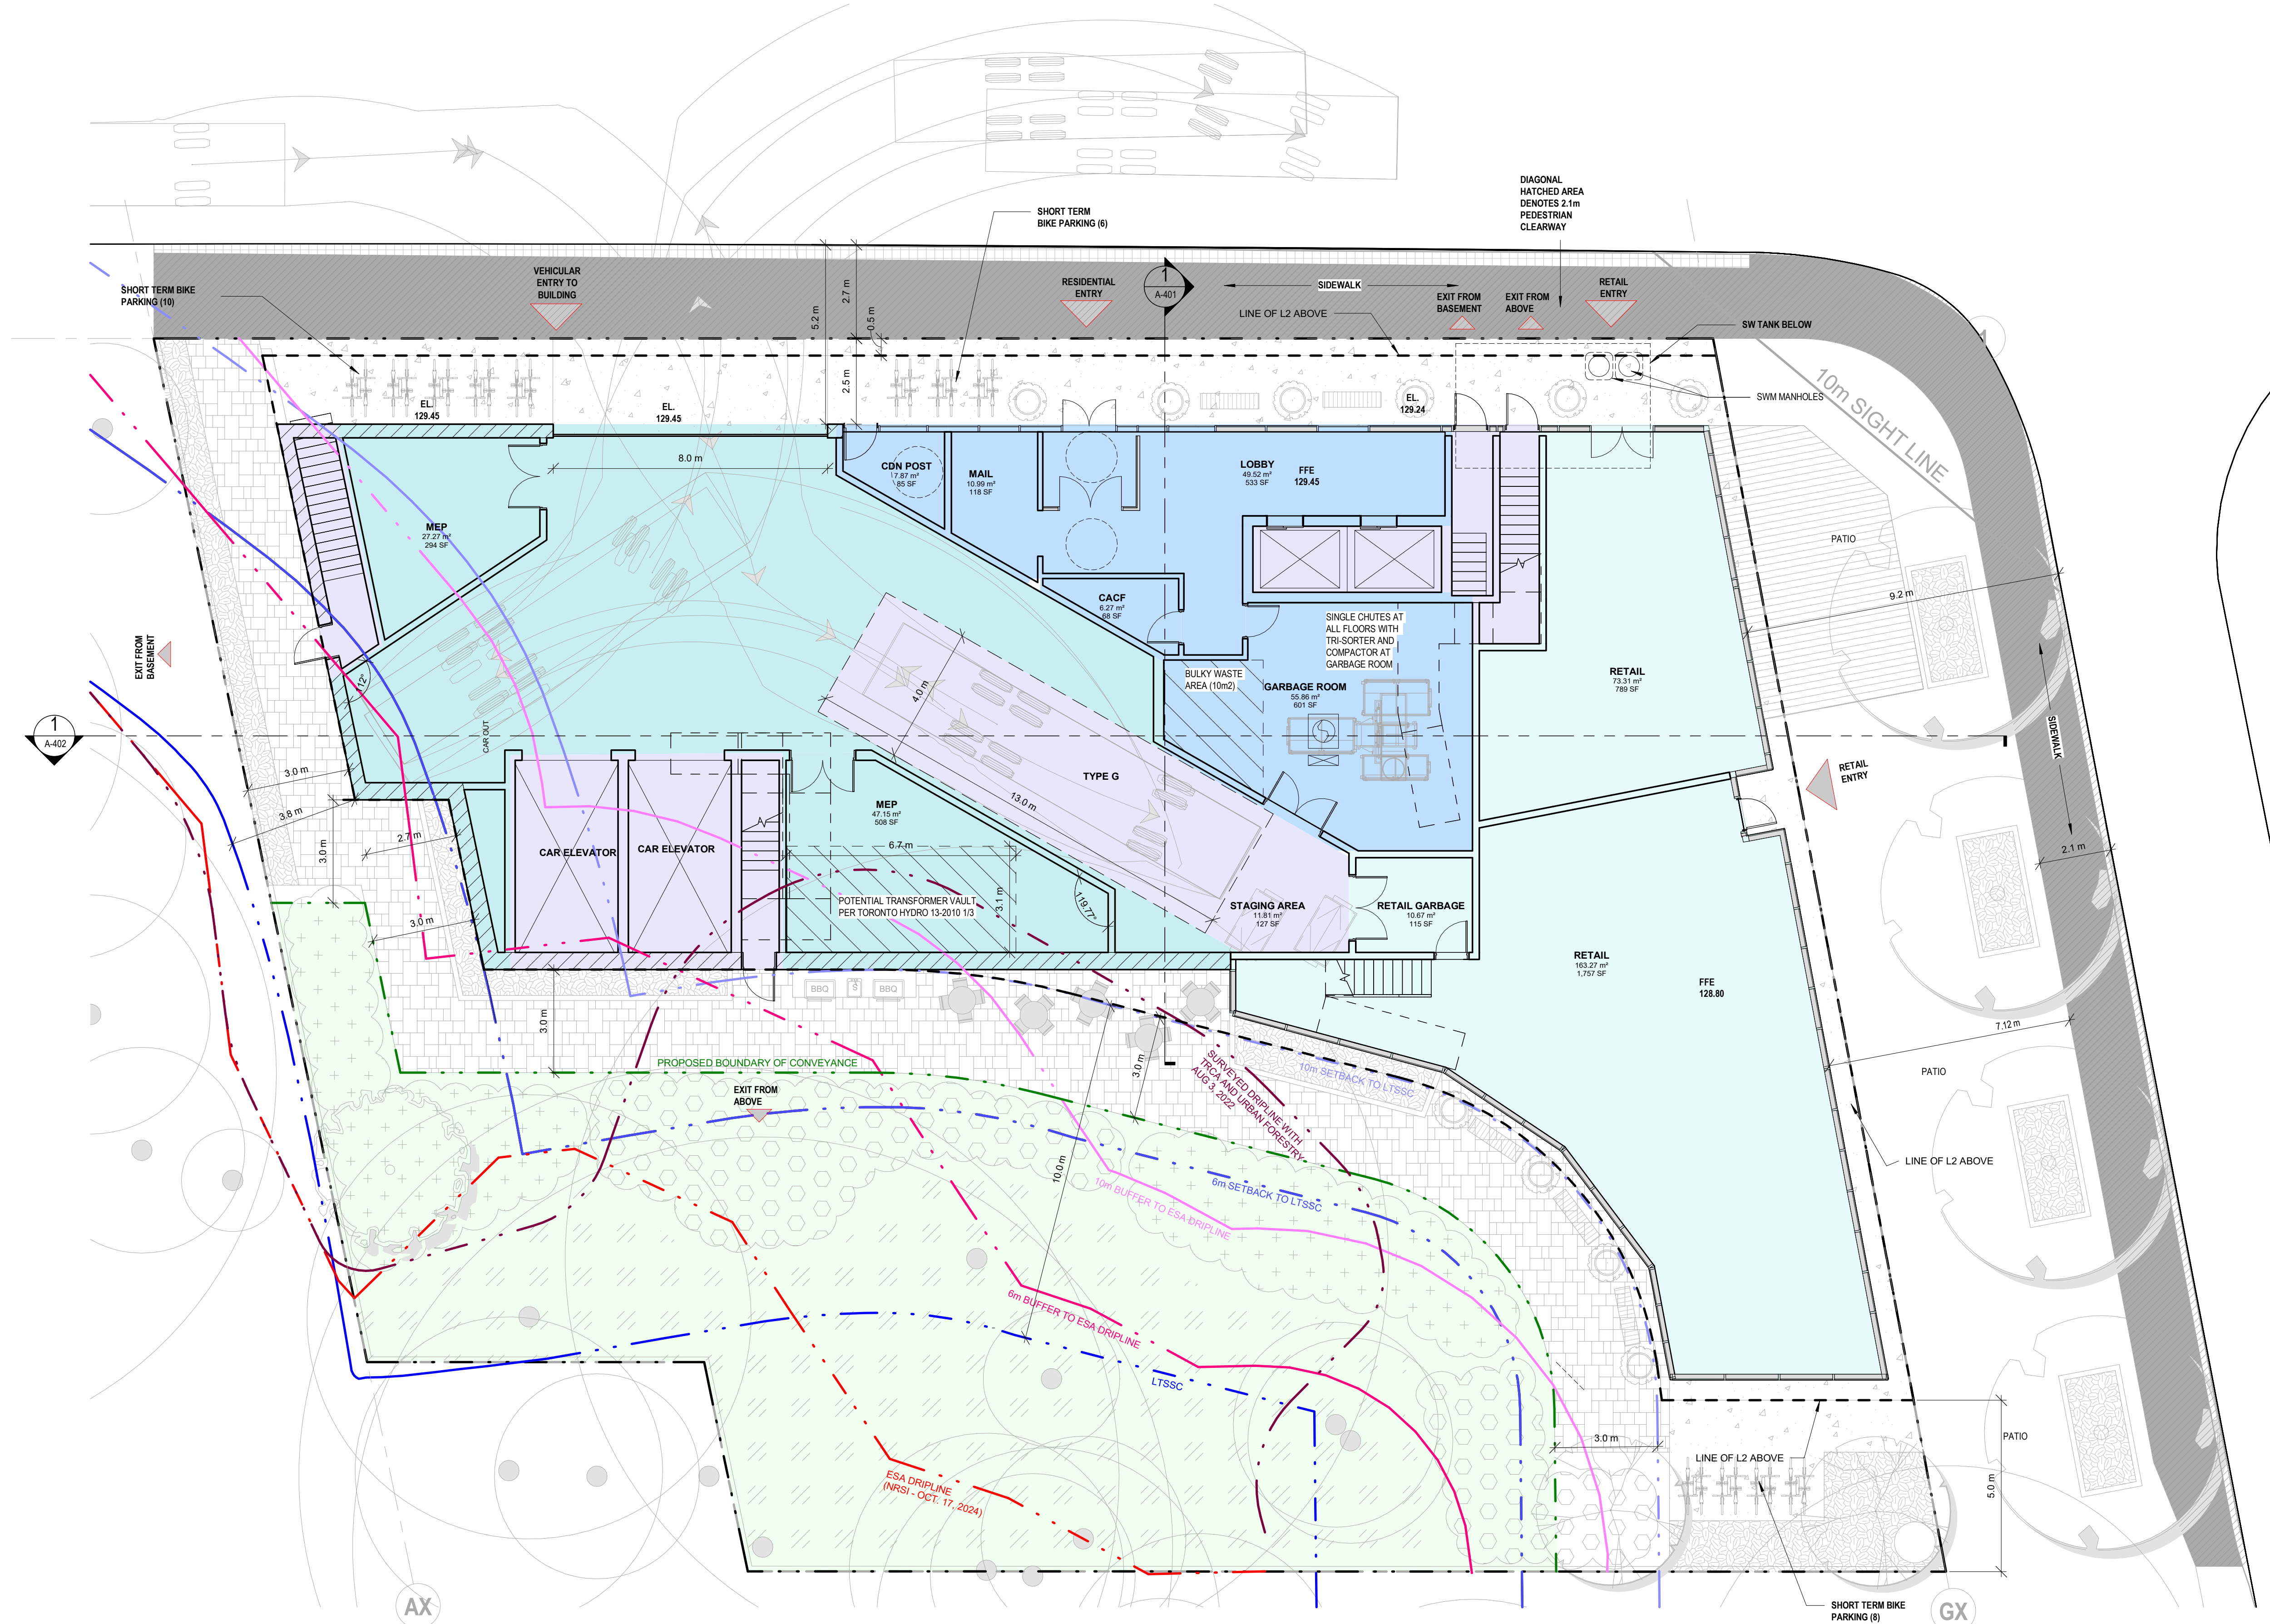 DIAGONAL
HATCHED AREA
DENOTES 2.1m
PEDESTRIAN
CLEARWAY
SHORT TERM
BIKE PARKING (6)
SHORT TERM BIKE
PARKING (10)
VEHICULAR
ENTRY TO
BUILDING
RESIDENTIAL
ENTRY
1
A-401
SIDEWALK
EXIT FROM
BASEMENT
EXIT FROM
ABOVE
RETAIL
ENTRY
LINE OF L2 ABOVE
SW TANK BELOW
SWM MANHOLES
10m SIGHT LINE
5.2 m
2.7 m
0.5 m
2.5 m
EL.
129.45
EL.
129.45
EL.
129.24
8.0 m
CDN POST
7.87 m²
85 SF
MAIL
10.99 m²
118 SF
LOBBY
49.52 m²
533 SF
FFE
129.45
MEP
27.27 m²
294 SF
PATIO
9.2 m
CACF
6.27 m²
68 SF
SINGLE CHUTES AT
ALL FLOORS WITH
TRI-SORTER AND
COMPACTOR AT
GARBAGE ROOM
EXIT FROM
BASEMENT
112°
CAR OUT
4.0 m
BULKY WASTE
AREA (10m2)
GARBAGE ROOM
55.86 m²
601 SF
RETAIL
73.31 m²
789 SF
SIDEWALK
1
A-402
TYPE G
13.0 m
RETAIL
ENTRY
3.0 m
3.8 m
3.0 m
2.7 m
3.0 m
CAR ELEVATOR
CAR ELEVATOR
MEP
47.15 m²
508 SF
6.7 m
3.1 m
119.77°
POTENTIAL TRANSFORMER VAULT
PER TORONTO HYDRO 13-2010 1/3
2.1 m
STAGING AREA
11.81 m²
127 SF
RETAIL GARBAGE
10.67 m²
115 SF
RETAIL
163.27 m²
1,757 SF
FFE
128.80
7.12 m
BBQ
BBQ
3.0 m
PROPOSED BOUNDARY OF CONVEYANCE
EXIT FROM
ABOVE
3.0 m
10.0 m
SURVEYED DRIPLINE WITH
TRCA AND URBAN FORESTRY
AUG 3, 2022
10m SETBACK TO LTSSC
PATIO
LINE OF L2 ABOVE
6m SETBACK TO LTSSC
10m BUFFER TO ESA DRIPLINE
6m BUFFER TO ESA DRIPLINE
LTSSC
ESA DRIPLINE
(NRSI - OCT. 17, 2024)
3.0 m
LINE OF L2 ABOVE
PATIO
5.0 m
SHORT TERM BIKE
PARKING (8)
AX
GX